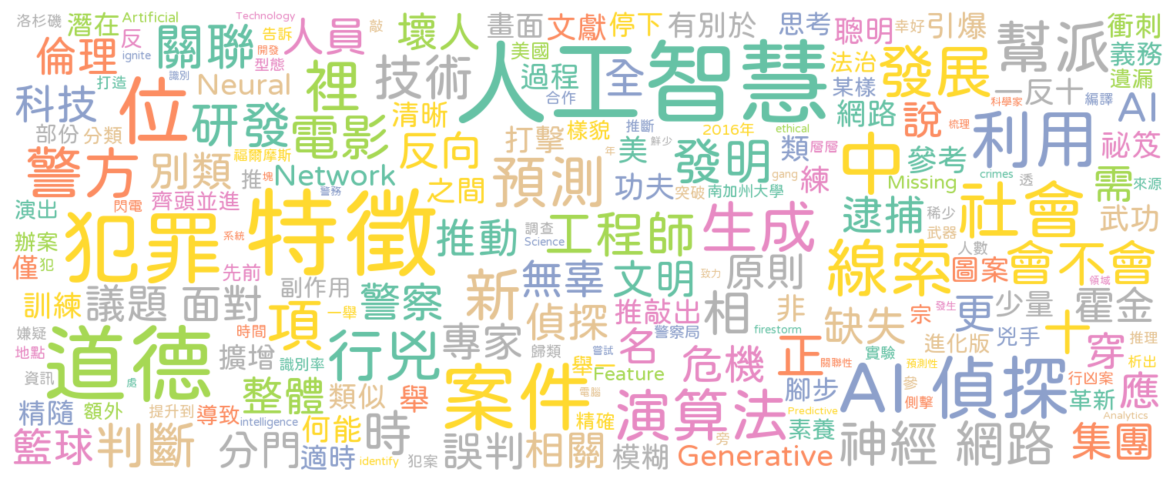 洛杉磯 潛在 Artificial Technology 敲 人員 壞人 畫面 文獻 停下 有別於 思考 聰明 幸好 引爆 幫派 衝刺
倫理 反 關聯 告訴 開發 美國 人工智慧 法治 發展 義務
ignite 型態 裡 技術 過程 全 某樣 一反十 遺漏
科技 打造 識別 Neural 合作 網路 科學家 編譯 AI
位 研發 電影 清晰 打擊 樣貌 推斷 2016年 ethical 說 梳理 利用
部份 分類 福爾摩斯 反向 蘇少 美 發明 類 層層 中 參考 crimes 祕笈
警方 別類 推 塊 Network 之間 預測 年 功夫 突破 南加州大學 gang 練 Missing 透 需 來源
演出 閃電 齊頭並進 警務 特徵 逮捕 稀少 武器 社會 武功
辦案 犯罪 系統 推動 調查 Science 工程師 生成 線索 人數 會不會
僅 犯 先前 無辜 文明 致力 原則 圖案 領域
訓練 議題 面對 副作用 警察 新 偵探 推敲出 相 非 宗 更 少量 霍金
嫌疑 道德 時間 項 一舉 專家 名 警察局 firestorm 缺失 發生 十
地點 擴增 識別率 行兇 歸類 嘗試 舉一 危機 正 關聯性 實驗 進化版 兇手 推理 穿
資訊 處 類似 舉 案件 電腦 Feature 腳步 預測性 AI 偵探 參 行凶案 析出 應
精隨 額外 提升到 導致 整體 何能 精確 演算法 Predictive 素養 側擊 革新 Analytics
籃球 判斷 intelligence 分門 適時 identify 時 犯案 誤判 相關 模糊 Generative 旁 神經 網路 集團